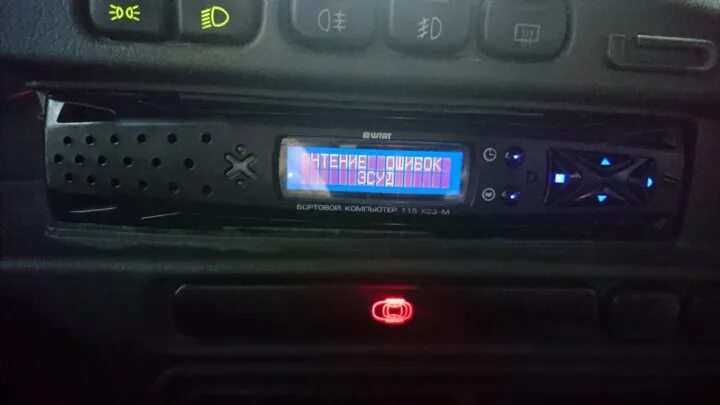 ШТАТ
ЧТЕНИЕ ОШИБОК
ЭСУД
БОРТОВОЙ КОМПЬЮТЕР 115 X23-M